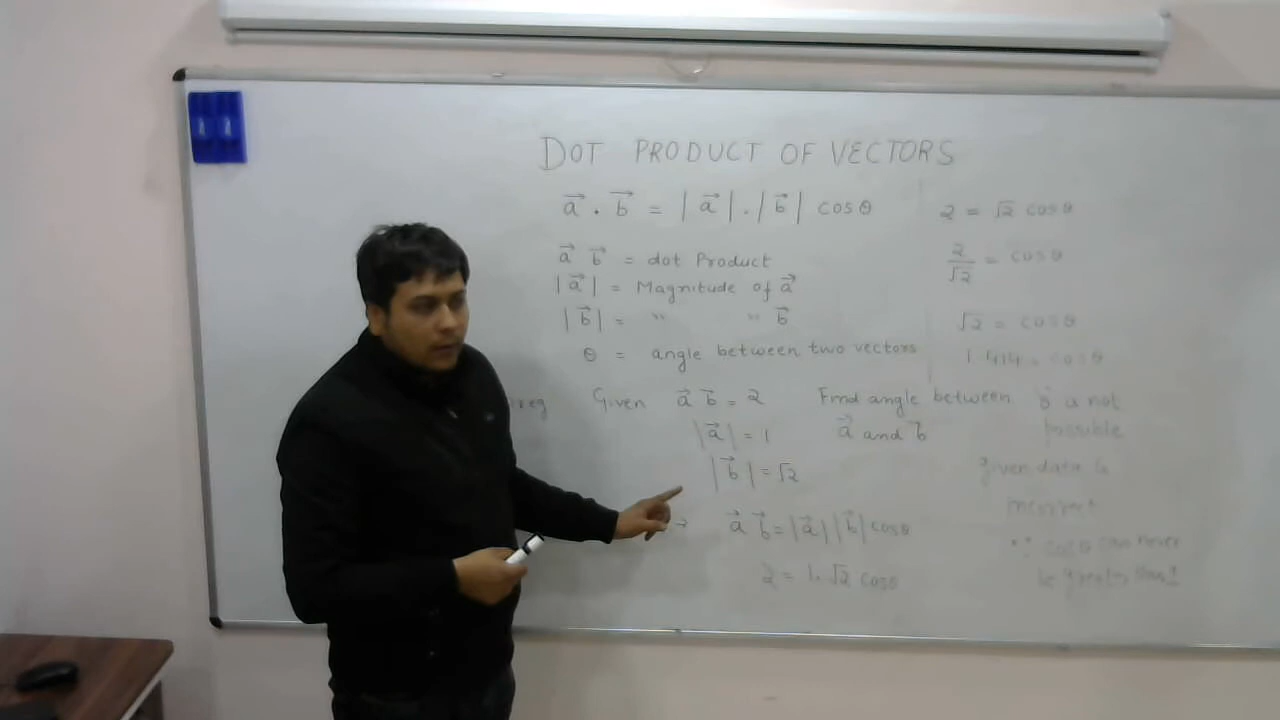 DOT PRODUCT OF VECTORS
a⃗ . b⃗ = | a⃗ | . | b⃗ | cos θ
a⃗ b⃗ = dot Product
|a⃗| = Magnitude of a⃗
|b⃗| = " " b⃗
θ = angle between two vectors
Given a⃗ b⃗ = 2 Find angle between
|a⃗| = 1 a⃗ and b⃗
|b⃗| = √2
⇒ a⃗ b⃗ = |a⃗| |b⃗| cos θ
2 = 1. √2 cos θ
2 = √2 cos θ
2/√2 = cos θ
√2 = cos θ
1.414 = cos θ
is not
possible
given data is
incorrect
∵ cos θ can never
be greater than 1